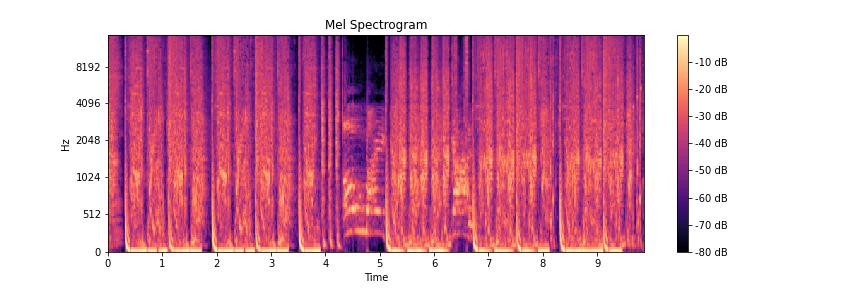 Mel Spectrogram
Hz
8192
4096
2048
1024
512
0
0 1 2 3 4 5 6 7 8 9
Time
-10 dB
-20 dB
-30 dB
-40 dB
-50 dB
-60 dB
-70 dB
-80 dB